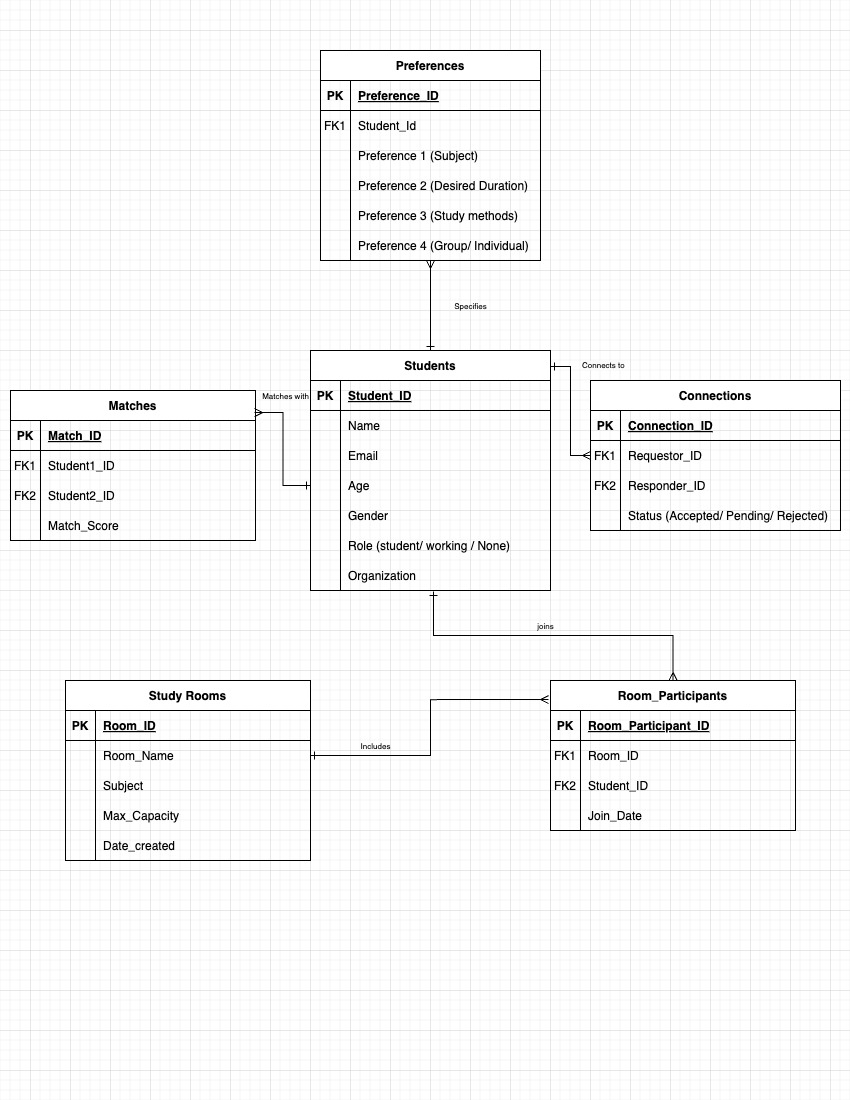 Preferences
PK Preference_ID
FK1 Student_Id
Preference 1 (Subject)
Preference 2 (Desired Duration)
Preference 3 (Study methods)
Preference 4 (Group/ Individual)
Specifies
Students
PK Student_ID
Name
Email
Age
Gender
Role (student/ working / None)
Organization
Matches with
Matches
PK Match_ID
FK1 Student1_ID
FK2 Student2_ID
Match_Score
Connects to
Connections
PK Connection_ID
FK1 Requestor_ID
FK2 Responder_ID
Status (Accepted/ Pending/ Rejected)
joins
Study Rooms
PK Room_ID
Room_Name
Subject
Max_Capacity
Date_created
Includes
Room_Participants
PK Room_Participant_ID
FK1 Room_ID
FK2 Student_ID
Join_Date